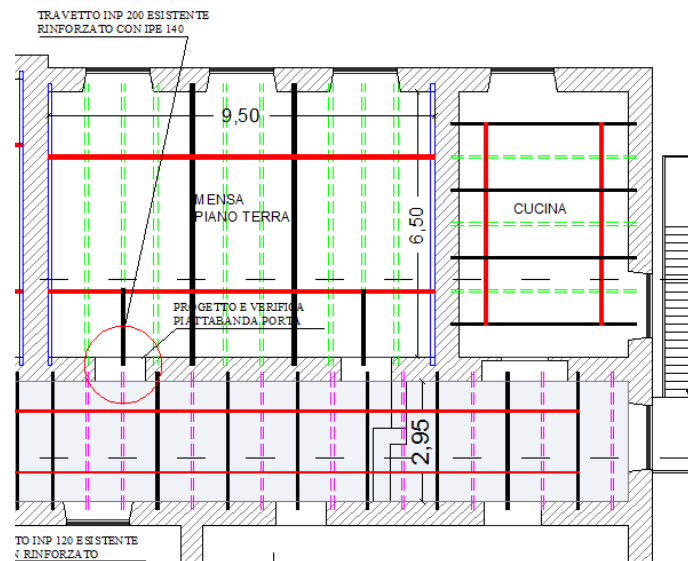 TRAVETTO INP 200 ESISTENTE
RINFORZATO CON IPE 140
9,50
MENSA
PIANO TERRA
6,50
CUCINA
PROGETTO E VERIFICA
PIATTABANDA PORTA
2,95
TO INP 120 ESISTENTE
N RINFORZATO